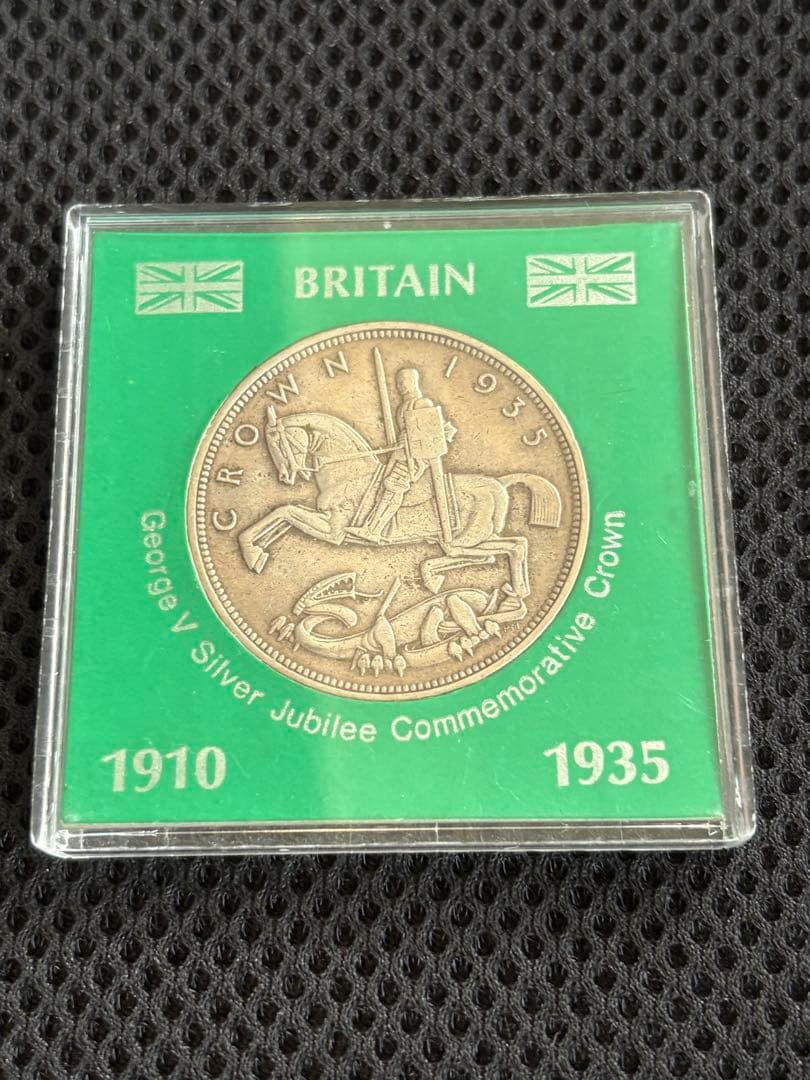 BRITAIN
CROWN 1935
George V Silver Jubilee Commemorative Crown
1910
1935